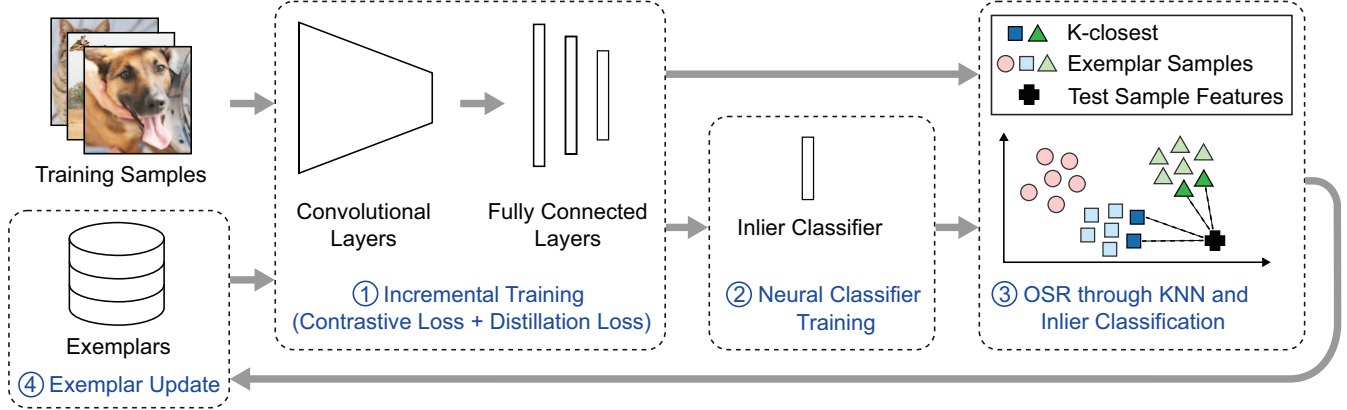 Training Samples
Exemplars
④ Exemplar Update
Convolutional
Layers
Fully Connected
Layers
① Incremental Training
(Contrastive Loss + Distillation Loss)
Inlier Classifier
② Neural Classifier
Training
K-closest
Exemplar Samples
Test Sample Features
③ OSR through KNN and
Inlier Classification